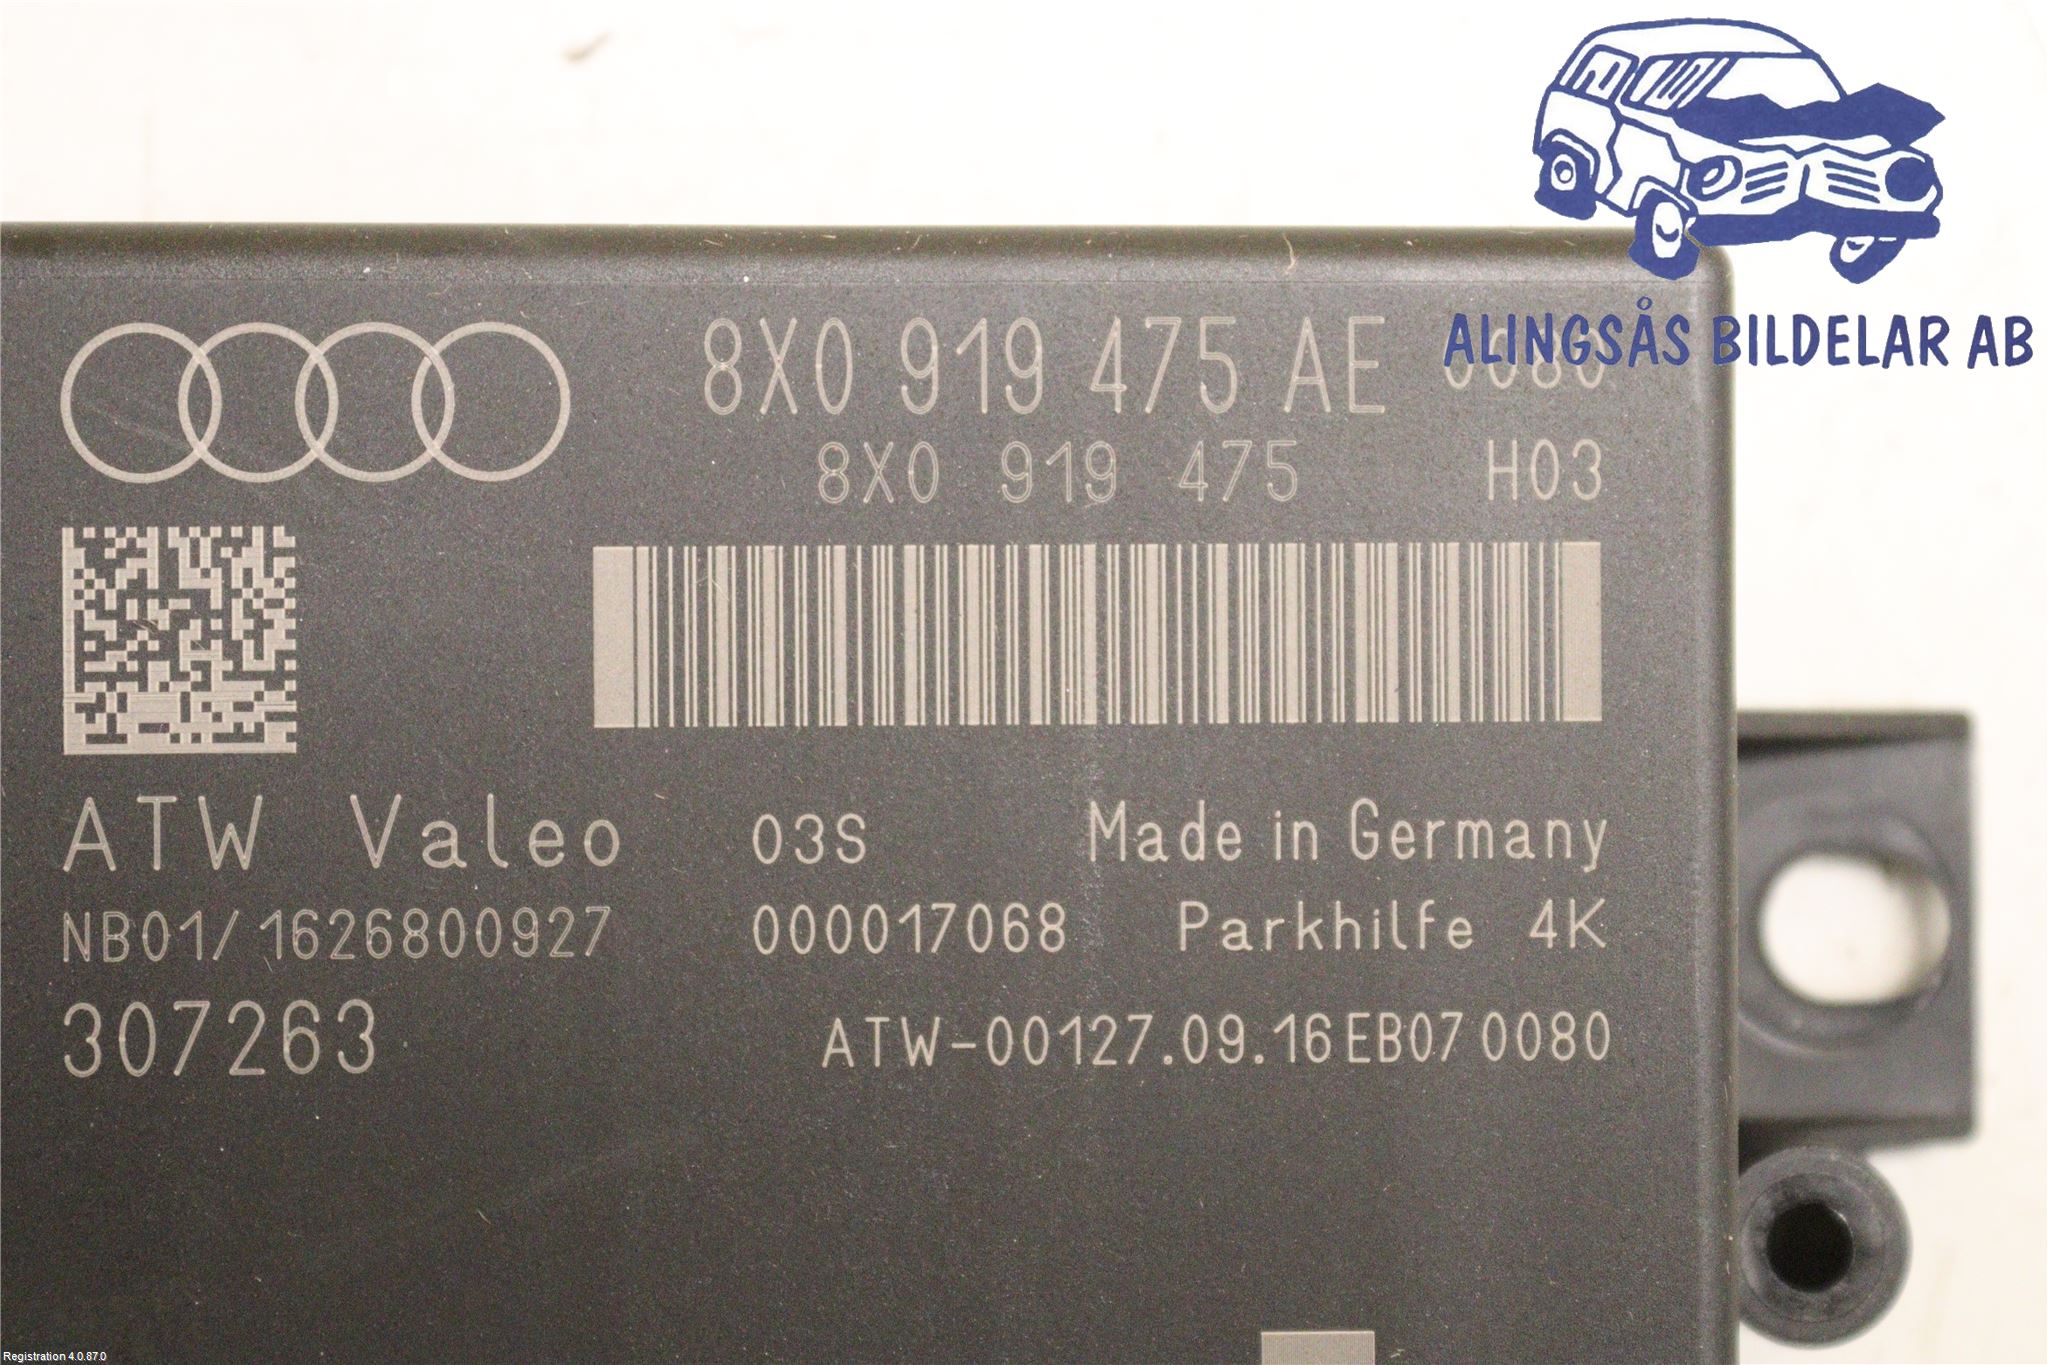 ALINGSÅS BILDELAR AB
8X0 919 475 AE 0080
8X0 919 475 H03
ATW Valeo 03S Made in Germany
NB01/1626800927 000017068 Parkhilfe 4K
307263 ATW-00127.09.16EB070080
Registration 4.0.87.0